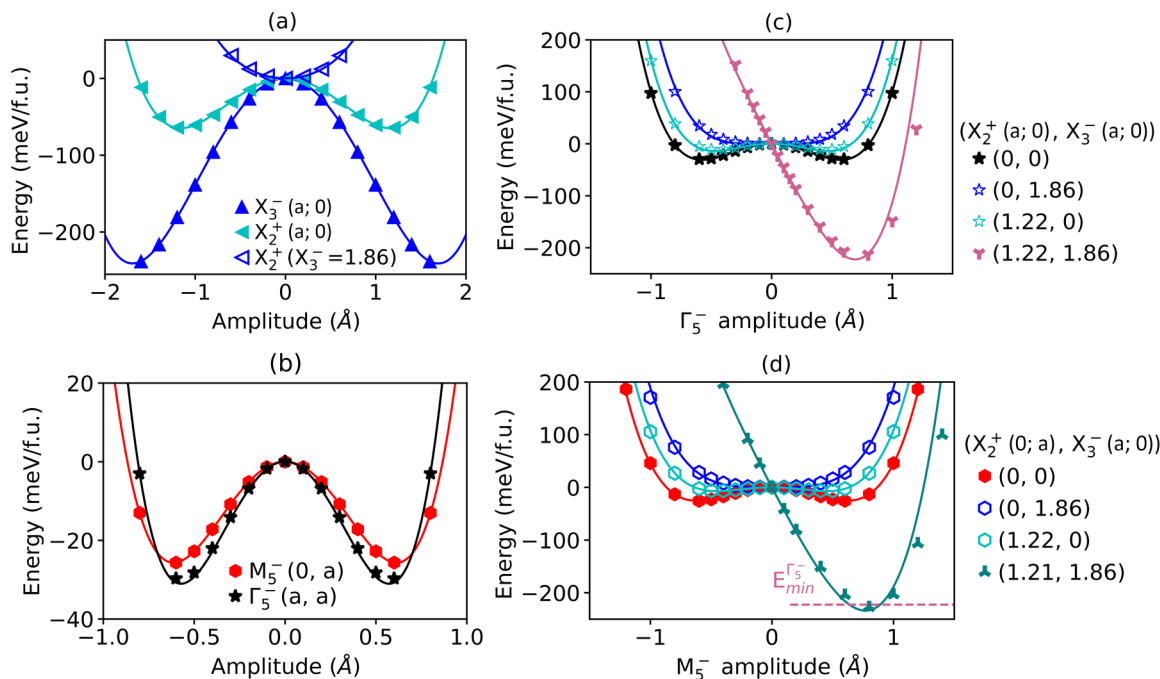 (a)
Energy (meV/f.u.)
0
−100
−200
X₃⁻ (a; 0)
X₂⁺ (a; 0)
X₂⁺ (X₃⁻ = 1.86)
−2 −1 0 1 2
Amplitude (Å)
(c)
Energy (meV/f.u.)
200
100
0
−100
−200
−1 0 1
Γ₅⁻ amplitude (Å)
(X₂⁺ (a; 0) , X₃⁻ (a; 0))
(0, 0)
(0, 1.86)
(1.22, 0)
(1.22, 1.86)
(b)
Energy (meV/f.u.)
20
0
−20
−40
M₅⁻ (0, a)
Γ₅⁻ (a, a)
−1.0 −0.5 0.0 0.5 1.0
Amplitude (Å)
(d)
Energy (meV/f.u.)
200
100
0
−100
−200
E_min^Γ₅⁻
−1 0 1
M₅⁻ amplitude (Å)
(X₂⁺ (0; a) , X₃⁻ (a; 0))
(0, 0)
(0, 1.86)
(1.22, 0)
(1.21, 1.86)